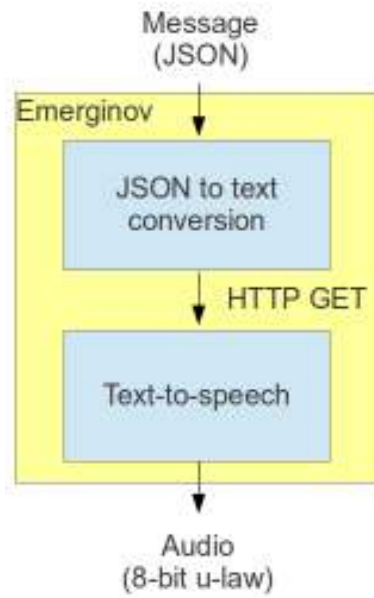 Message
(JSON)
Emerginov
JSON to text
conversion
HTTP GET
Text-to-speech
Audio
(8-bit u-law)